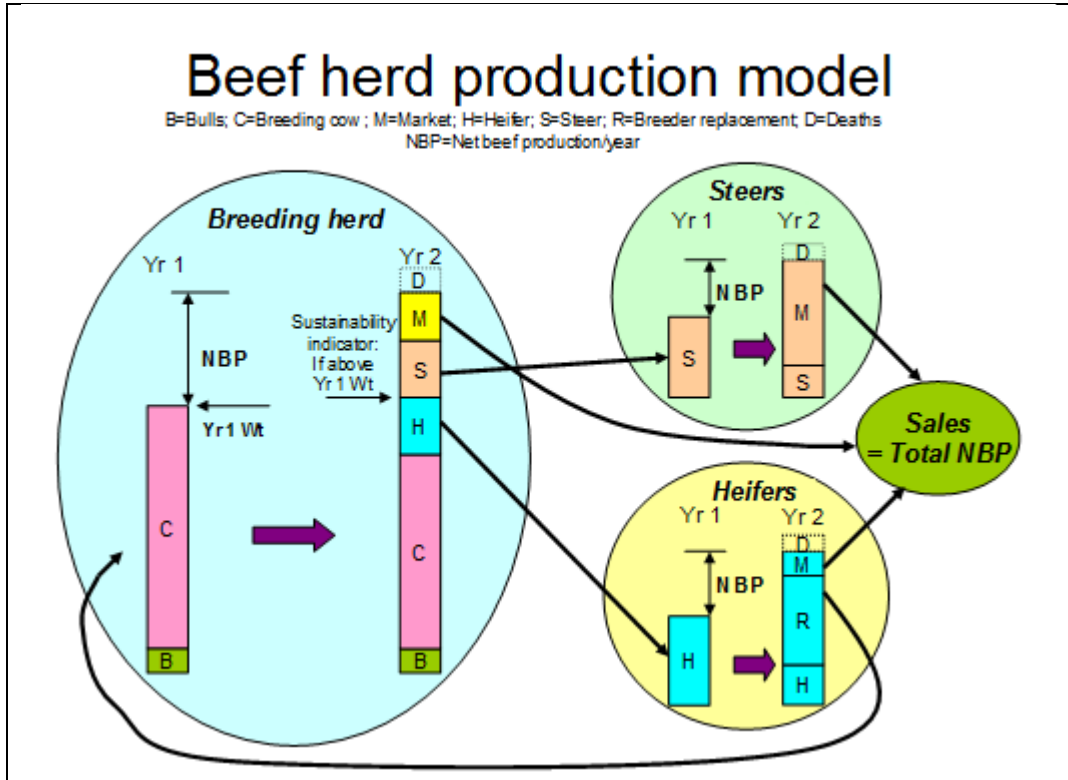 Beef herd production model
B=Bulls; C=Breeding cow ; M=Market; H=Heifer; S=Steer; R=Breeder replacement; D=Deaths
NBP=Net beef production/year
Breeding herd
Yr 1
Yr 2
D
M
S
H
C
B
NBP
Yr1 Wt
C
B
Sustainability
indicator:
If above
Yr 1 Wt
Steers
Yr 1
Yr 2
D
NBP
M
S
S
Sales
= Total NBP
Heifers
Yr 1
Yr 2
D
M
NBP
R
H
H